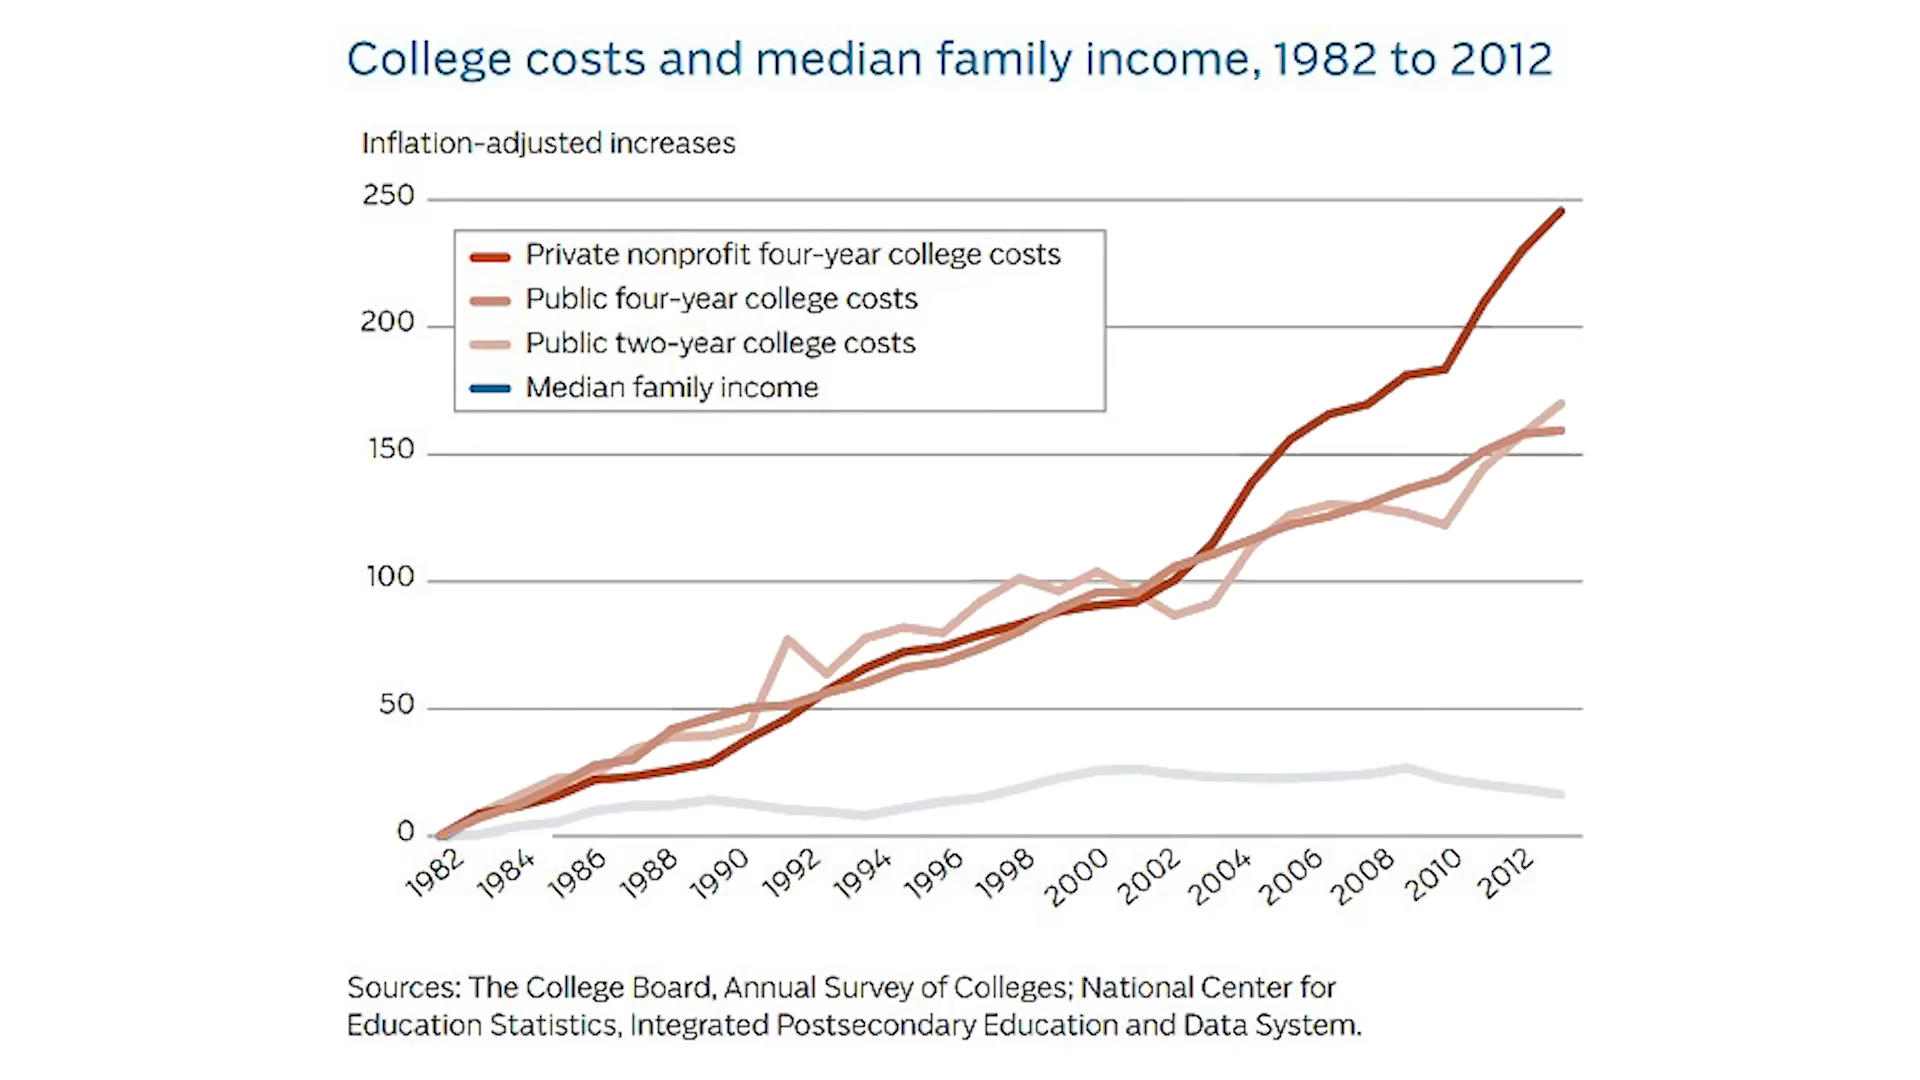 College costs and median family income, 1982 to 2012
Inflation-adjusted increases
250
200
150
100
50
0
Private nonprofit four-year college costs
Public four-year college costs
Public two-year college costs
Median family income
1982
1984
1986
1988
1990
1992
1994
1996
1998
2000
2002
2004
2006
2008
2010
2012
Sources: The College Board, Annual Survey of Colleges; National Center for
Education Statistics, Integrated Postsecondary Education and Data System.